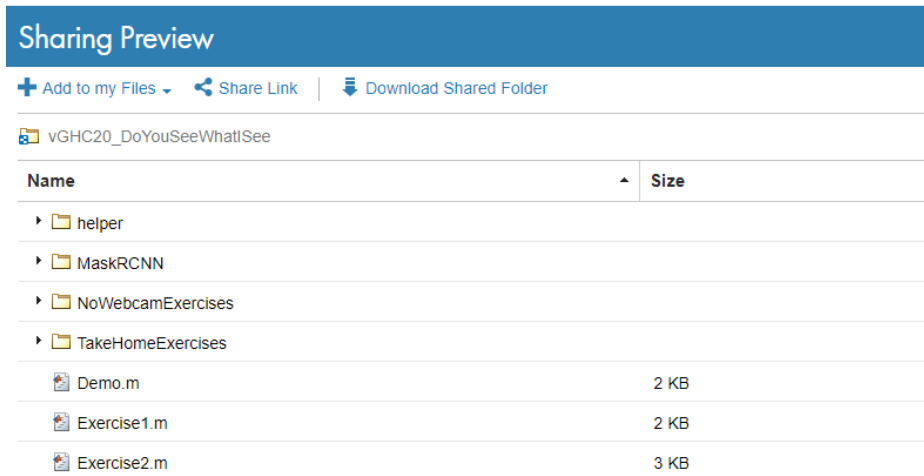 Sharing Preview
Add to my Files Share Link Download Shared Folder
vGHC20_DoYouSeeWhatISee
Name Size
helper
MaskRCNN
NoWebcamExercises
TakeHomeExercises
Demo.m 2 KB
Exercise1.m 2 KB
Exercise2.m 3 KB